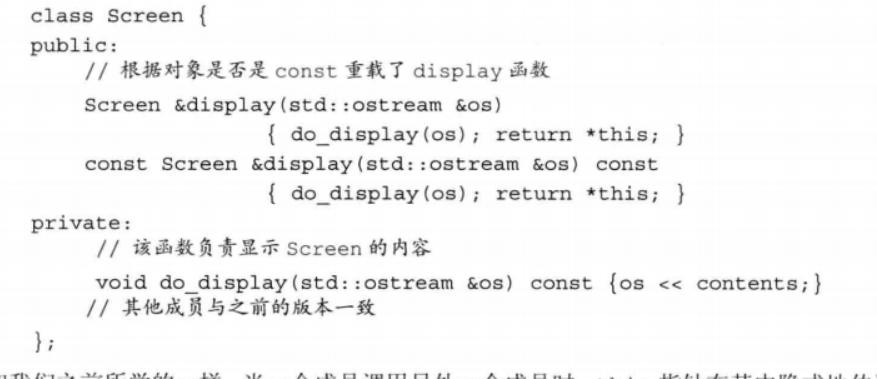 class Screen {
public:
// 根据对象是否是 const 重载了 display 函数
Screen &display(std::ostream &os)
{ do_display(os); return *this; }
const Screen &display(std::ostream &os) const
{ do_display(os); return *this; }
private:
// 该函数负责显示 Screen 的内容
void do_display(std::ostream &os) const {os << contents;}
// 其他成员与之前的版本一致
};